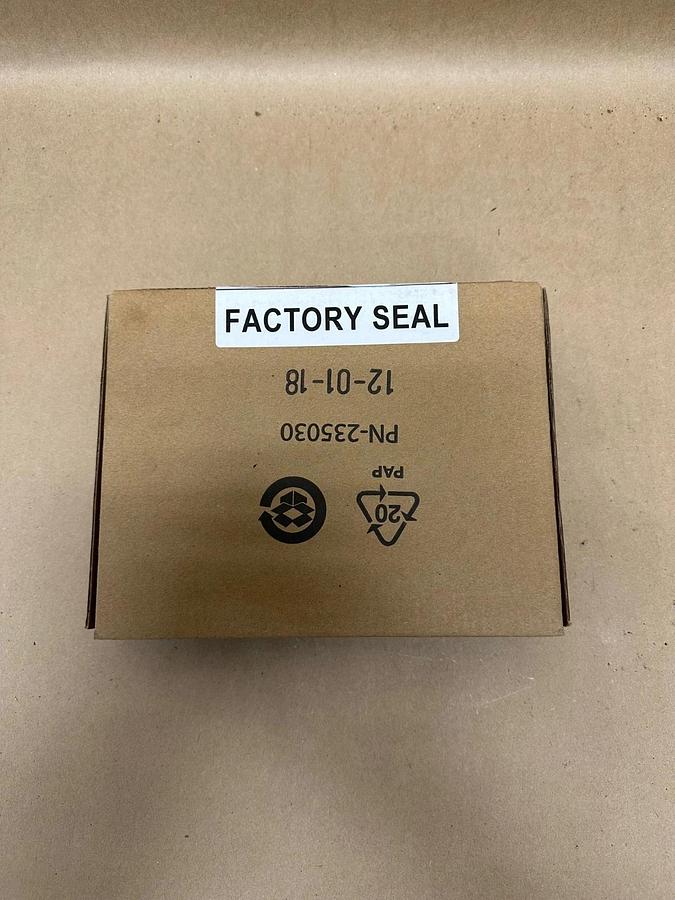 FACTORY SEAL
12-01-18
PN-235030
PAP
20